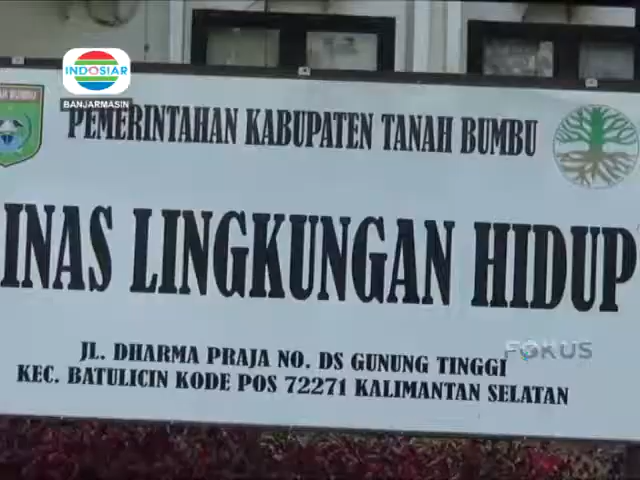 INDOSIAR
BANJARMASIN
PEMERINTAHAN KABUPATEN TANAH BUMBU
INAS LINGKUNGAN HIDUP
JL. DHARMA PRAJA NO. DS GUNUNG TINGGI
FOKUS
KEC. BATULICIN KODE POS 72271 KALIMANTAN SELATAN